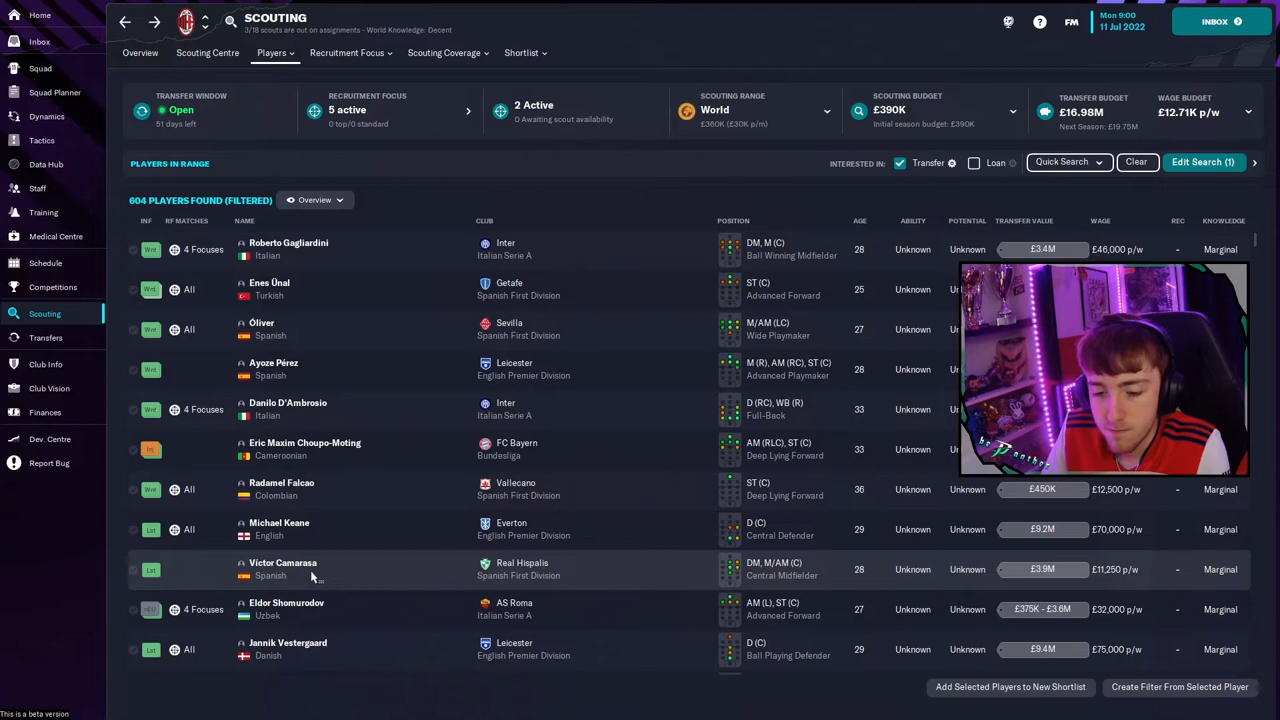 Home
SCOUTING
3/18 scouts are out on assignments - World Knowledge: Decent
FM
Mon 9:00
11 Jul 2022
INBOX
Inbox
Squad
Squad Planner
Dynamics
Tactics
Data Hub
Staff
Training
Medical Centre
Schedule
Competitions
Scouting
Transfers
Club Info
Club Vision
Finances
Dev. Centre
Report Bug
This is a beta version
Overview
Scouting Centre
Players
Recruitment Focus
Scouting Coverage
Shortlist
TRANSFER WINDOW
Open
51 days left
RECRUITMENT FOCUS
5 active
0 top/0 standard
2 Active
0 Awaiting scout availability
SCOUTING RANGE
World
£360K (£30K p/m)
SCOUTING BUDGET
£390K
Initial season budget: £390K
TRANSFER BUDGET
£16.98M
Next Season: £19.75M
WAGE BUDGET
£12.71K p/w
PLAYERS IN RANGE
INTERESTED IN:
Transfer
Loan
Quick Search
Clear
Edit Search (1)
604 PLAYERS FOUND (FILTERED)
Overview
INF RF MATCHES NAME CLUB POSITION AGE ABILITY POTENTIAL TRANSFER VALUE WAGE REC KNOWLEDGE
Wnt 4 Focuses Roberto Gagliardini Inter DM, M (C) 28 Unknown Unknown £3.4M £46,000 p/w - Marginal
Italian Italian Serie A Ball Winning Midfielder
Wnt All Enes Ünal Getafe ST (C) 25 Unknown
Turkish Spanish First Division Advanced Forward
Wnt All Óliver Sevilla M/AM (LC) 27 Unknown
Spanish Spanish First Division Wide Playmaker
Wnt Ayoze Pérez Leicester M (R), AM (RC), ST (C) 28 Unknown
Spanish English Premier Division Advanced Playmaker
Wnt 4 Focuses Danilo D'Ambrosio Inter D (RC), WB (R) 33 Unknown
Italian Italian Serie A Full-Back
Inj Eric Maxim Choupo-Moting FC Bayern AM (RLC), ST (C) 33 Unknown
Cameroonian Bundesliga Deep Lying Forward
be another
Wnt All Radamel Falcao Vallecano ST (C) 36 Unknown Unknown £450K £12,500 p/w - Marginal
Colombian Spanish First Division Deep Lying Forward
Lst All Michael Keane Everton D (C) 29 Unknown Unknown £9.2M £70,000 p/w - Marginal
English English Premier Division Central Defender
Lst Víctor Camarasa Real Hispalis DM, M/AM (C) 28 Unknown Unknown £3.9M £11,250 p/w - Marginal
Spanish Spanish First Division Central Midfielder
nEU 4 Focuses Eldor Shomurodov AS Roma AM (L), ST (C) 27 Unknown Unknown £375K - £3.6M £32,000 p/w - Marginal
Uzbek Italian Serie A Advanced Forward
Lst All Jannik Vestergaard Leicester D (C) 29 Unknown Unknown £9.4M £75,000 p/w - Marginal
Danish English Premier Division Ball Playing Defender
Add Selected Players to New Shortlist
Create Filter From Selected Player